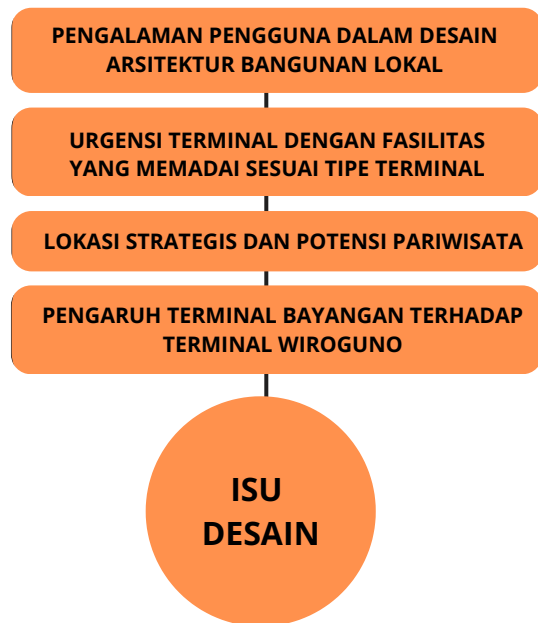 PENGALAMAN PENGGUNA DALAM DESAIN
ARSITEKTUR BANGUNAN LOKAL
URGENSI TERMINAL DENGAN FASILITAS
YANG MEMADAI SESUAI TIPE TERMINAL
LOKASI STRATEGIS DAN POTENSI PARIWISATA
PENGARUH TERMINAL BAYANGAN TERHADAP
TERMINAL WIROGUNO
ISU
DESAIN